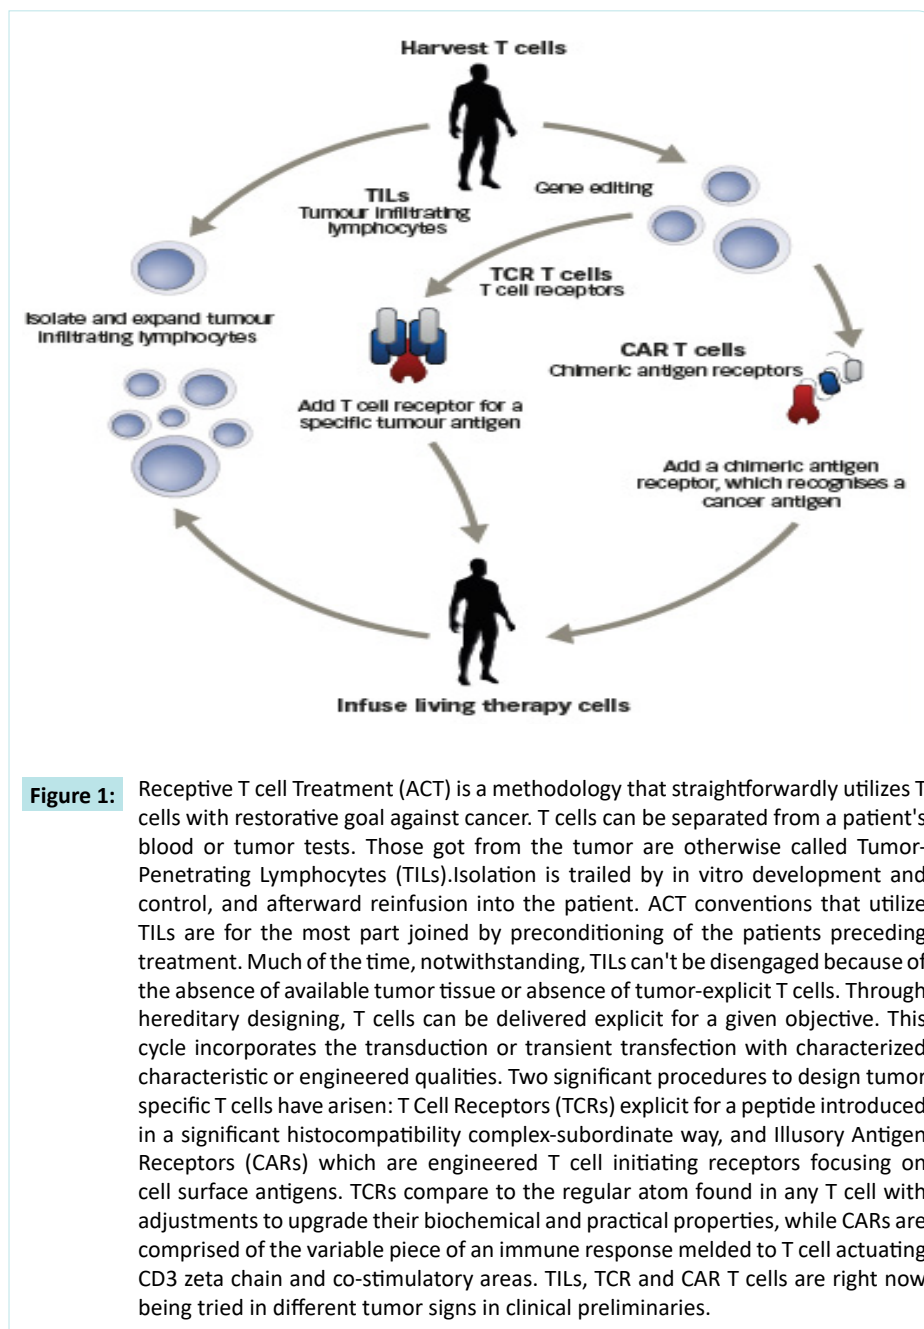 Harvest T cells
TILs
Tumour infiltrating
lymphocytes
Gene editing
TCR T cells
T cell receptors
Isolate and expand tumour
infiltrating lymphocytes
CAR T cells
Chimeric antigen receptors
Add T cell receptor for a
specific tumour antigen
Add a chimeric antigen
receptor, which recognises a
cancer antigen
Infuse living therapy cells
Figure 1: Receptive T cell Treatment (ACT) is a methodology that straightforwardly utilizes T
cells with restorative goal against cancer. T cells can be separated from a patient's
blood or tumor tests. Those got from the tumor are otherwise called Tumor-
Penetrating Lymphocytes (TILs).Isolation is trailed by in vitro development and
control, and afterward reinfusion into the patient. ACT conventions that utilize
TILs are for the most part joined by preconditioning of the patients preceding
treatment. Much of the time, notwithstanding, TILs can't be disengaged because of
the absence of available tumor tissue or absence of tumor-explicit T cells. Through
hereditary designing, T cells can be delivered explicit for a given objective. This
cycle incorporates the transduction or transient transfection with characterized
characteristic or engineered qualities. Two significant procedures to design tumor
specific T cells have arisen: T Cell Receptors (TCRs) explicit for a peptide introduced
in a significant histocompatibility complex-subordinate way, and Illusory Antigen
Receptors (CARs) which are engineered T cell initiating receptors focusing on
cell surface antigens. TCRs compare to the regular atom found in any T cell with
adjustments to upgrade their biochemical and practical properties, while CARs are
comprised of the variable piece of an immune response melded to T cell actuating
CD3 zeta chain and co-stimulatory areas. TILs, TCR and CAR T cells are right now
being tried in different tumor signs in clinical preliminaries.